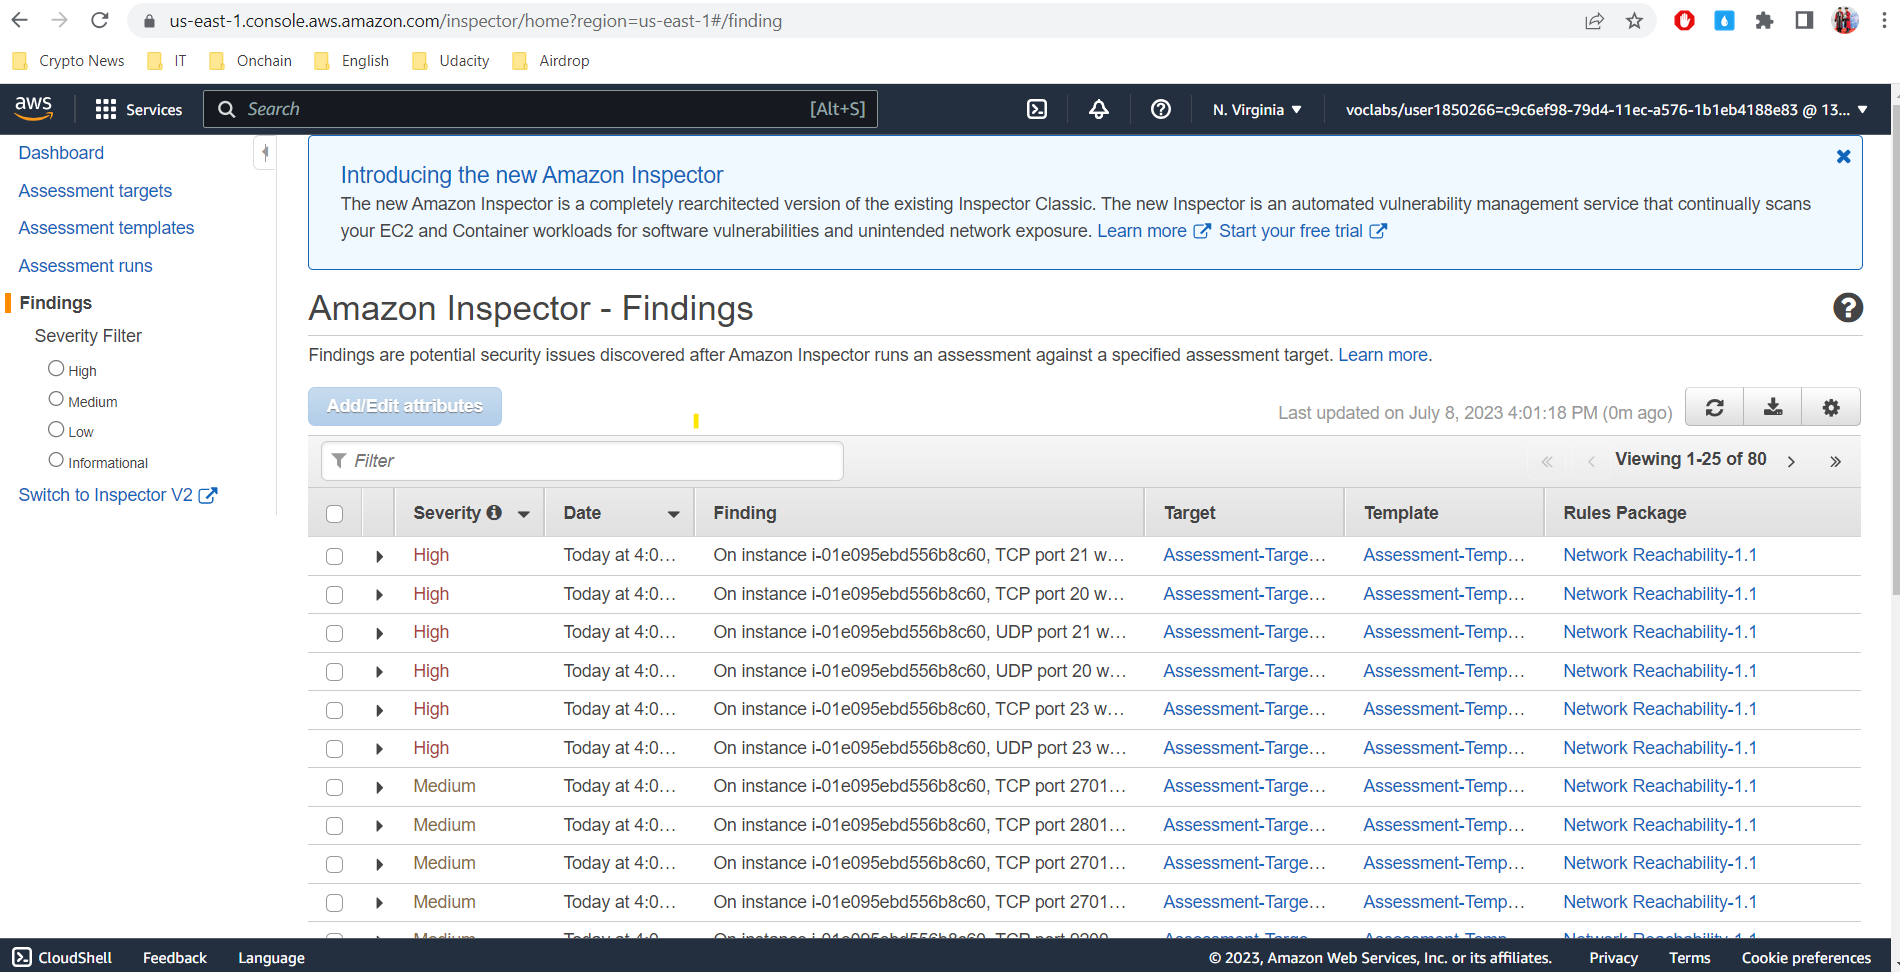 us-east-1.console.aws.amazon.com/inspector/home?region=us-east-1#/finding
Crypto News IT Onchain English Udacity Airdrop
aws Services Search [Alt+S] N. Virginia voclabs/user1850266=c9c6ef98-79d4-11ec-a576-1b1eb4188e83 @ 13...
Dashboard
Assessment targets
Assessment templates
Assessment runs
Findings
Severity Filter
High
Medium
Low
Informational
Switch to Inspector V2
Introducing the new Amazon Inspector
The new Amazon Inspector is a completely rearchitected version of the existing Inspector Classic. The new Inspector is an automated vulnerability management service that continually scans
your EC2 and Container workloads for software vulnerabilities and unintended network exposure. Learn more Start your free trial
Amazon Inspector - Findings
Findings are potential security issues discovered after Amazon Inspector runs an assessment against a specified assessment target. Learn more.
Add/Edit attributes Last updated on July 8, 2023 4:01:18 PM (0m ago)
Filter « ‹ Viewing 1-25 of 80 › »
Severity Date Finding Target Template Rules Package
High Today at 4:0... On instance i-01e095ebd556b8c60, TCP port 21 w... Assessment-Targe... Assessment-Temp... Network Reachability-1.1
High Today at 4:0... On instance i-01e095ebd556b8c60, TCP port 20 w... Assessment-Targe... Assessment-Temp... Network Reachability-1.1
High Today at 4:0... On instance i-01e095ebd556b8c60, UDP port 21 w... Assessment-Targe... Assessment-Temp... Network Reachability-1.1
High Today at 4:0... On instance i-01e095ebd556b8c60, UDP port 20 w... Assessment-Targe... Assessment-Temp... Network Reachability-1.1
High Today at 4:0... On instance i-01e095ebd556b8c60, TCP port 23 w... Assessment-Targe... Assessment-Temp... Network Reachability-1.1
High Today at 4:0... On instance i-01e095ebd556b8c60, UDP port 23 w... Assessment-Targe... Assessment-Temp... Network Reachability-1.1
Medium Today at 4:0... On instance i-01e095ebd556b8c60, TCP port 2701... Assessment-Targe... Assessment-Temp... Network Reachability-1.1
Medium Today at 4:0... On instance i-01e095ebd556b8c60, TCP port 2801... Assessment-Targe... Assessment-Temp... Network Reachability-1.1
Medium Today at 4:0... On instance i-01e095ebd556b8c60, TCP port 2701... Assessment-Targe... Assessment-Temp... Network Reachability-1.1
Medium Today at 4:0... On instance i-01e095ebd556b8c60, TCP port 2701... Assessment-Targe... Assessment-Temp... Network Reachability-1.1
CloudShell Feedback Language © 2023, Amazon Web Services, Inc. or its affiliates. Privacy Terms Cookie preferences